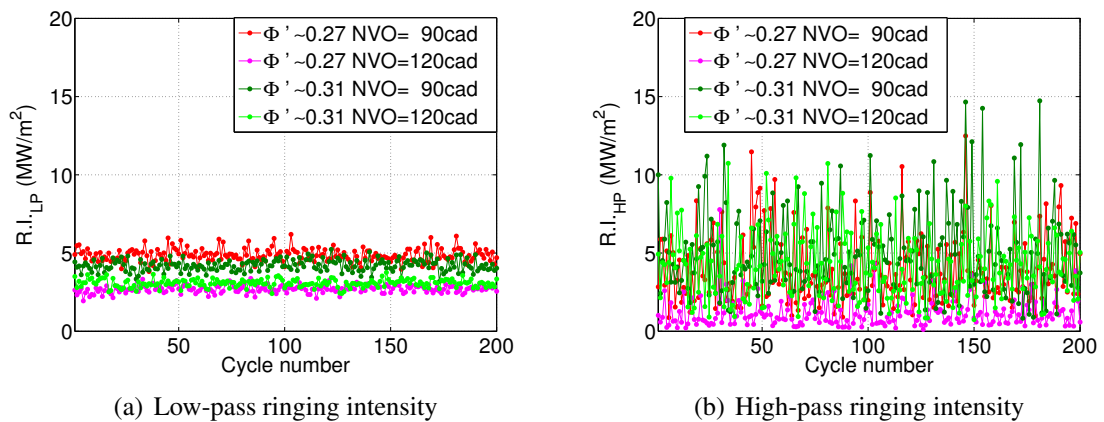 20
15
10
5
0
R.I.LP (MW/m2)
Φ'~0.27 NVO= 90cad
Φ'~0.27 NVO=120cad
Φ'~0.31 NVO= 90cad
Φ'~0.31 NVO=120cad
50 100 150 200
Cycle number
(a) Low-pass ringing intensity
20
15
10
5
0
R.I.HP (MW/m2)
Φ'~0.27 NVO= 90cad
Φ'~0.27 NVO=120cad
Φ'~0.31 NVO= 90cad
Φ'~0.31 NVO=120cad
50 100 150 200
Cycle number
(b) High-pass ringing intensity